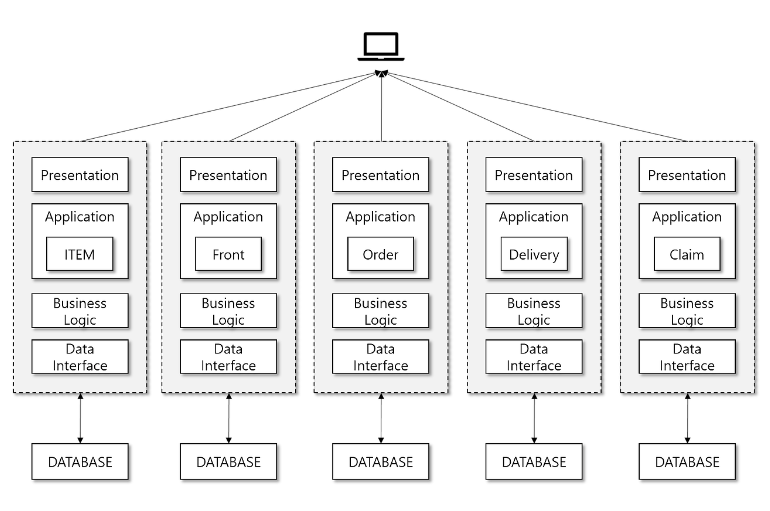 Presentation
Application
ITEM
Business
Logic
Data
Interface
DATABASE
Presentation
Application
Front
Business
Logic
Data
Interface
DATABASE
Presentation
Application
Order
Business
Logic
Data
Interface
DATABASE
Presentation
Application
Delivery
Business
Logic
Data
Interface
DATABASE
Presentation
Application
Claim
Business
Logic
Data
Interface
DATABASE